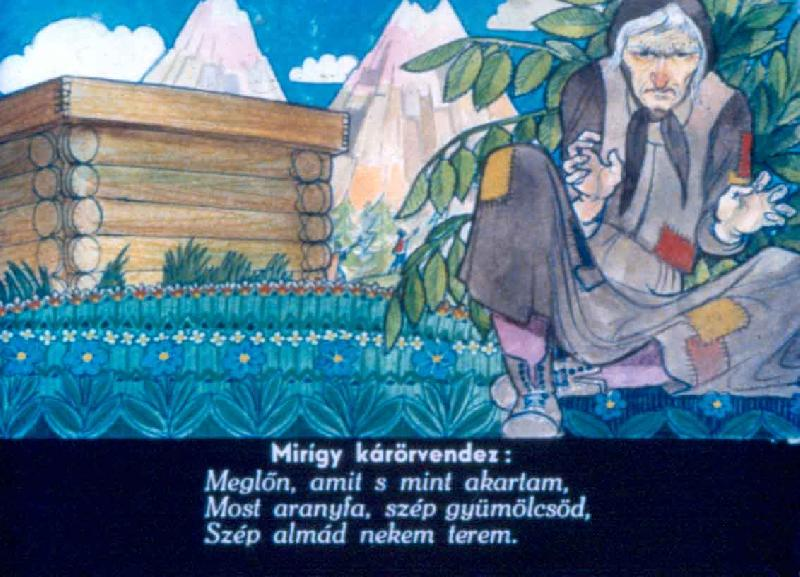 Mirígy kárörvendez:
Meglőn, amit s mint akartam,
Most aranyfa, szép gyümölcsöd,
Szép almád nekem terem.